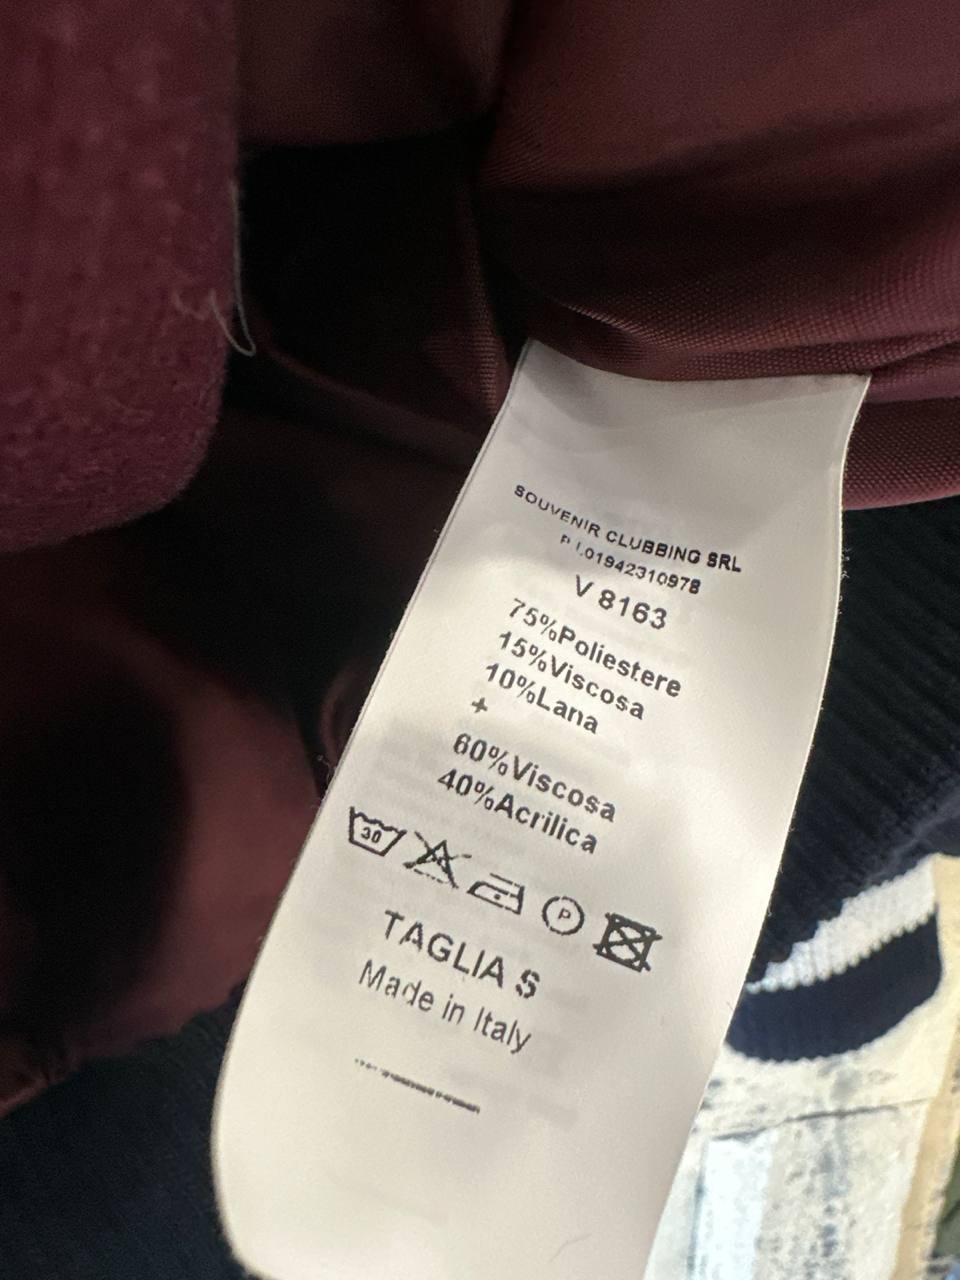 SOUVENIR CLUBBING SRL
P.I.01942310978
V 8163
75%Poliestere
15%Viscosa
10%Lana
+
60%Viscosa
40%Acrilica
30
P
TAGLIA S
Made in Italy